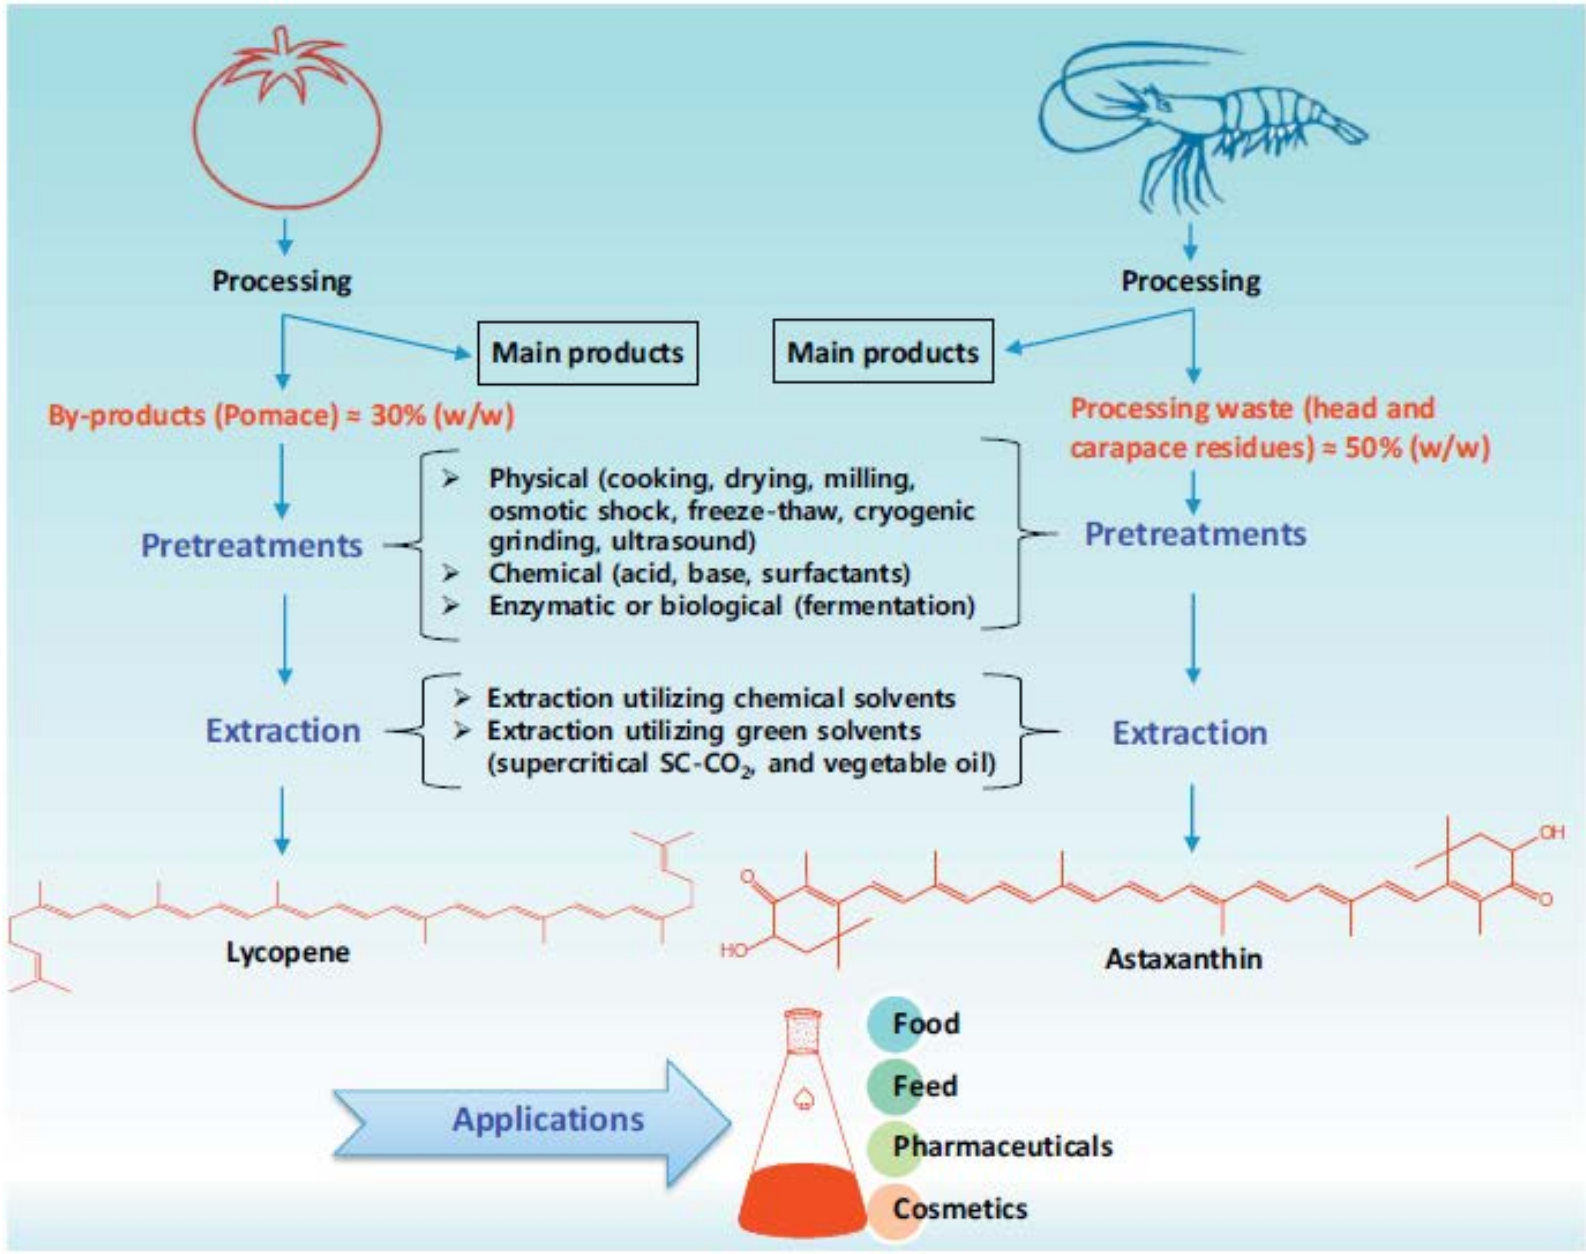 Processing
Processing
Main products
Main products
By-products (Pomace) ≈ 30% (w/w)
Processing waste (head and
carapace residues) ≈ 50% (w/w)
Pretreatments
➢ Physical (cooking, drying, milling,
osmotic shock, freeze-thaw, cryogenic
grinding, ultrasound)
➢ Chemical (acid, base, surfactants)
➢ Enzymatic or biological (fermentation)
Pretreatments
Extraction
➢ Extraction utilizing chemical solvents
➢ Extraction utilizing green solvents
(supercritical SC-CO₂, and vegetable oil)
Extraction
Lycopene
O
HO
OH
O
Astaxanthin
Applications
Food
Feed
Pharmaceuticals
Cosmetics